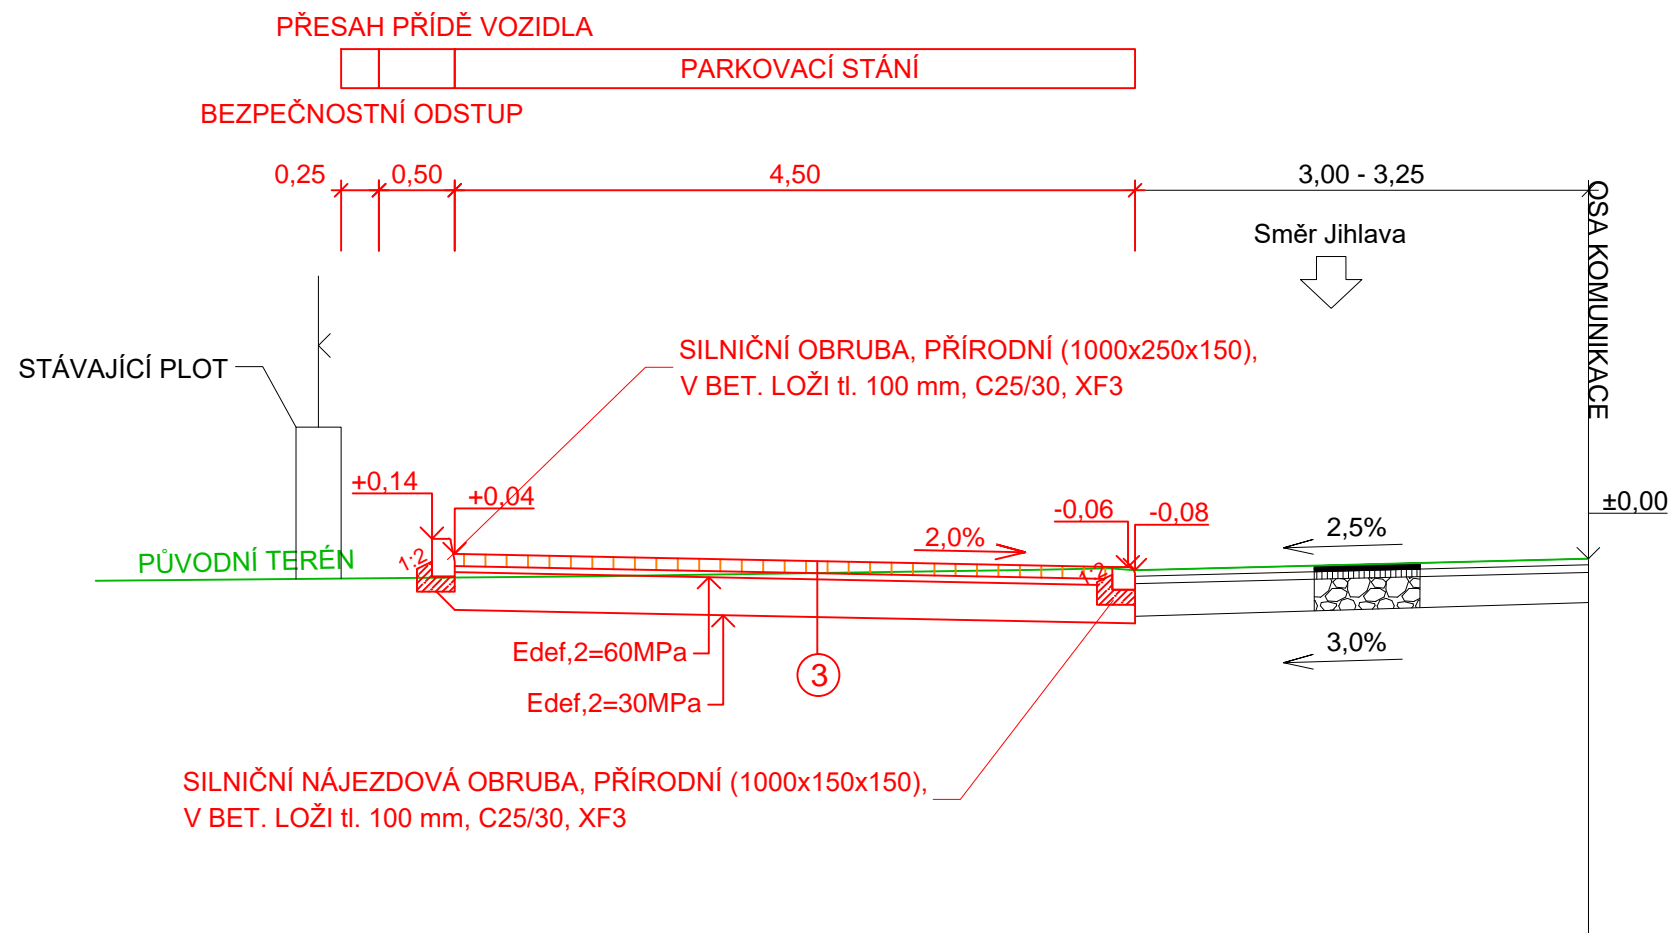 PŘESAH PŘÍDĚ VOZIDLA
PARKOVACÍ STÁNÍ
BEZPEČNOSTNÍ ODSTUP
0,25
0,50
4,50
3,00 - 3,25
OSA KOMUNIKACE
Směr Jihlava
SILNIČNÍ OBRUBA, PŘÍRODNÍ (1000x250x150),
V BET. LOŽI tl. 100 mm, C25/30, XF3
STÁVAJÍCÍ PLOT
+0,14
+0,04
-0,06
-0,08
±0,00
2,0%
2,5%
PŮVODNÍ TERÉN
1:2
1:2
3,0%
Edef,2=60MPa
3
Edef,2=30MPa
SILNIČNÍ NÁJEZDOVÁ OBRUBA, PŘÍRODNÍ (1000x150x150),
V BET. LOŽI tl. 100 mm, C25/30, XF3